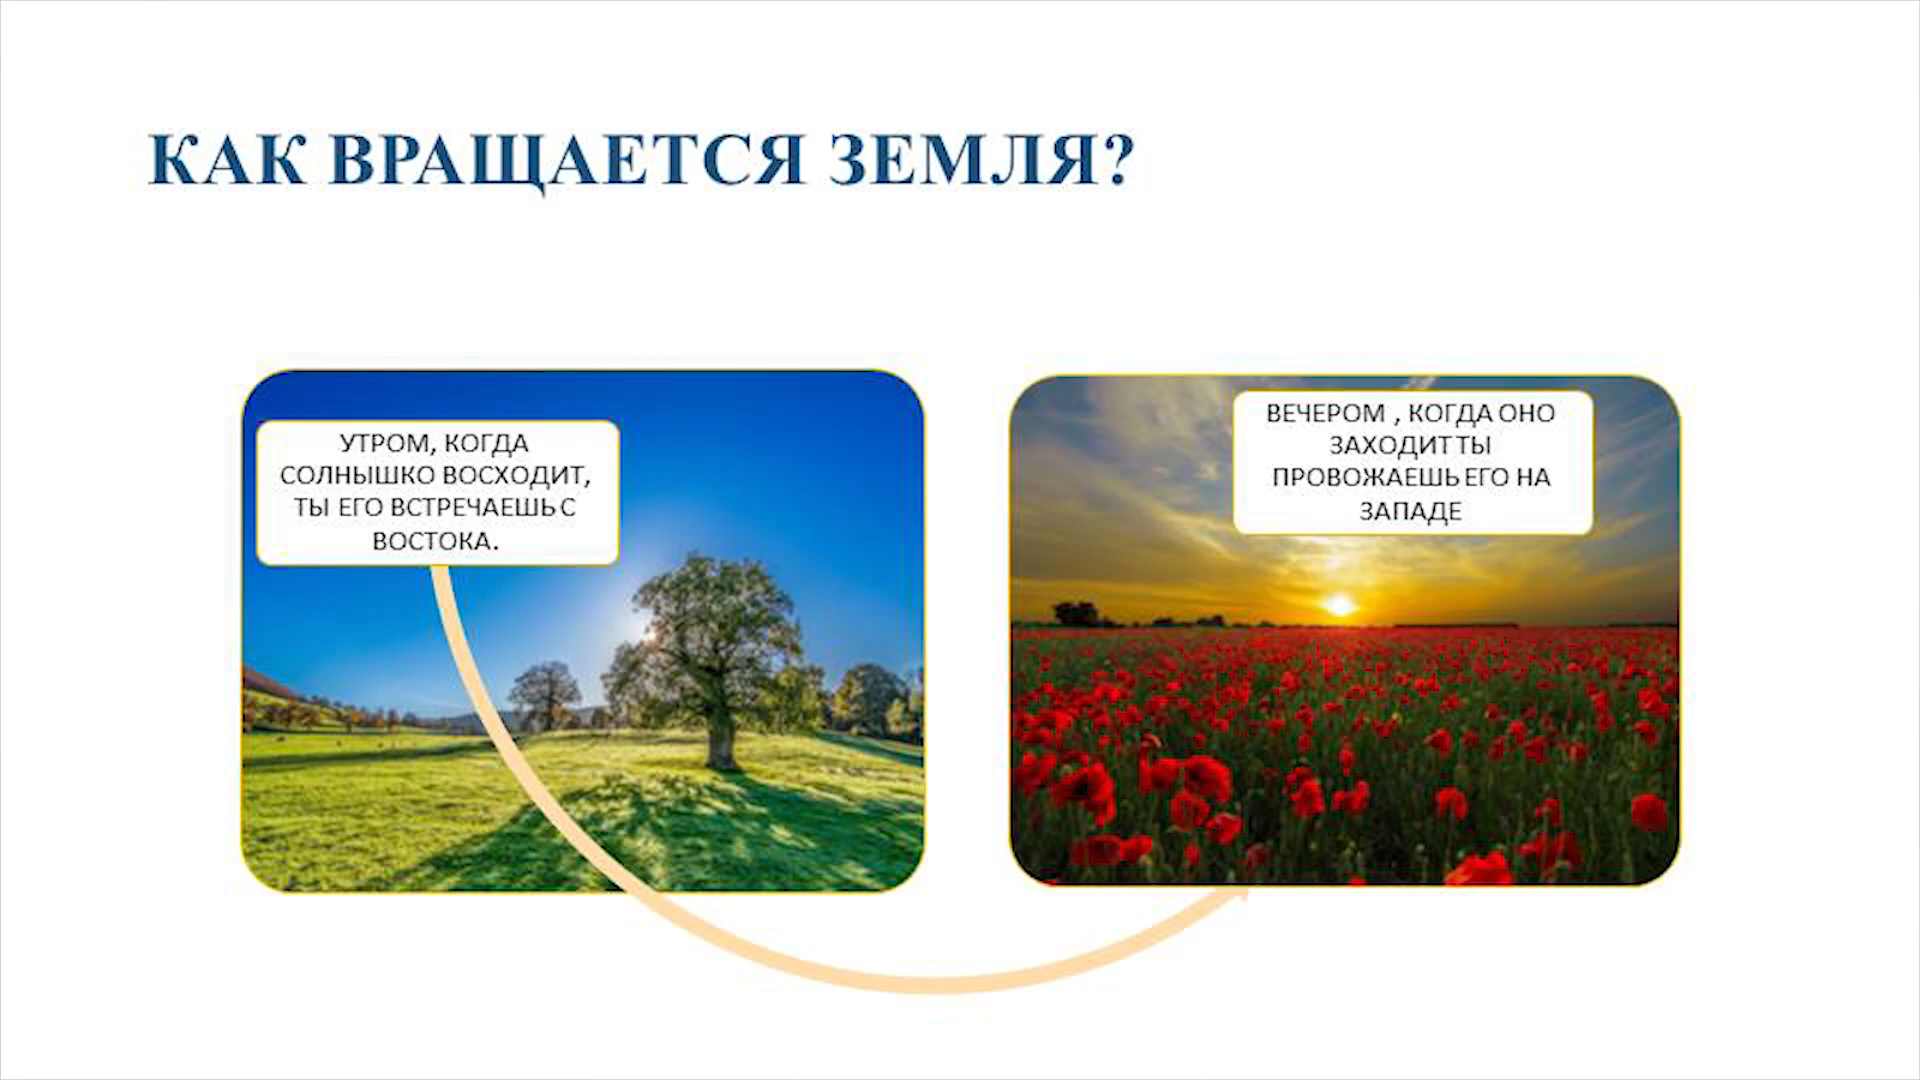 КАК ВРАЩАЕТСЯ ЗЕМЛЯ?
УТРОМ, КОГДА
СОЛНЫШКО ВОСХОДИТ,
ТЫ ЕГО ВСТРЕЧАЕШЬ С
ВОСТОКА.
ВЕЧЕРОМ , КОГДА ОНО
ЗАХОДИТ ТЫ
ПРОВОЖАЕШЬ ЕГО НА
ЗАПАДЕ